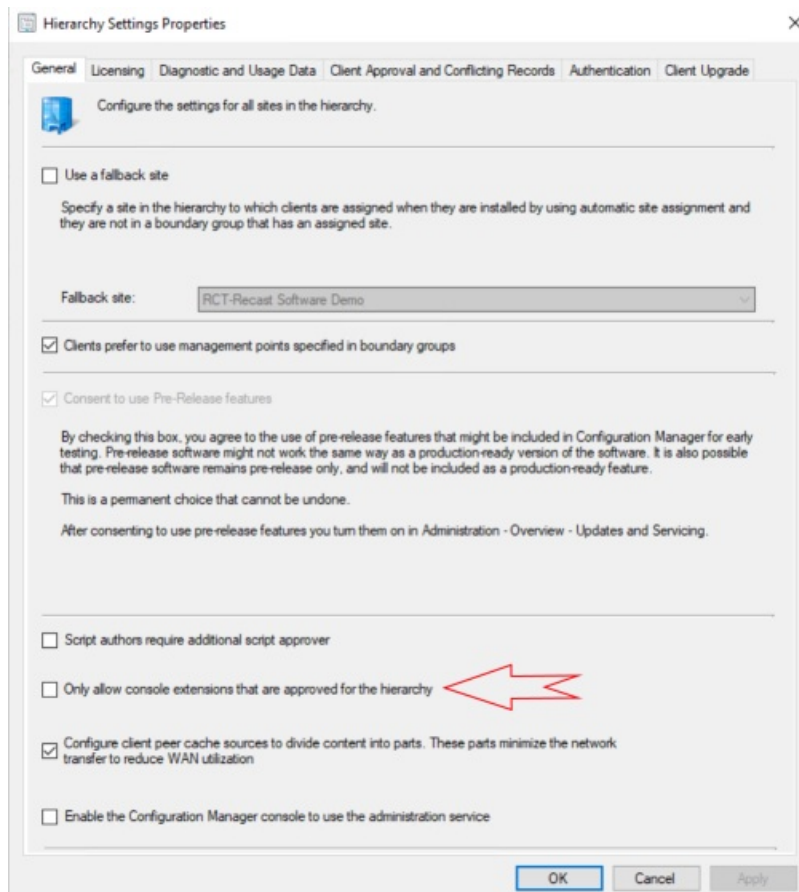 Hierarchy Settings Properties
General Licensing Diagnostic and Usage Data Client Approval and Conflicting Records Authentication Client Upgrade
Configure the settings for all sites in the hierarchy.
Use a fallback site
Specify a site in the hierarchy to which clients are assigned when they are installed by using automatic site assignment and
they are not in a boundary group that has an assigned site.
Fallback site: RCT-Recast Software Demo
Clients prefer to use management points specified in boundary groups
Consent to use Pre-Release features
By checking this box, you agree to the use of pre-release features that might be included in Configuration Manager for early
testing. Pre-release software might not work the same way as a production-ready version of the software. It is also possible
that pre-release software remains pre-release only, and will not be included as a production-ready feature.
This is a permanent choice that cannot be undone.
After consenting to use pre-release features you turn them on in Administration - Overview - Updates and Servicing.
Script authors require additional script approver
Only allow console extensions that are approved for the hierarchy
Configure client peer cache sources to divide content into parts. These parts minimize the network
transfer to reduce WAN utilization
Enable the Configuration Manager console to use the administration service
OK Cancel Apply